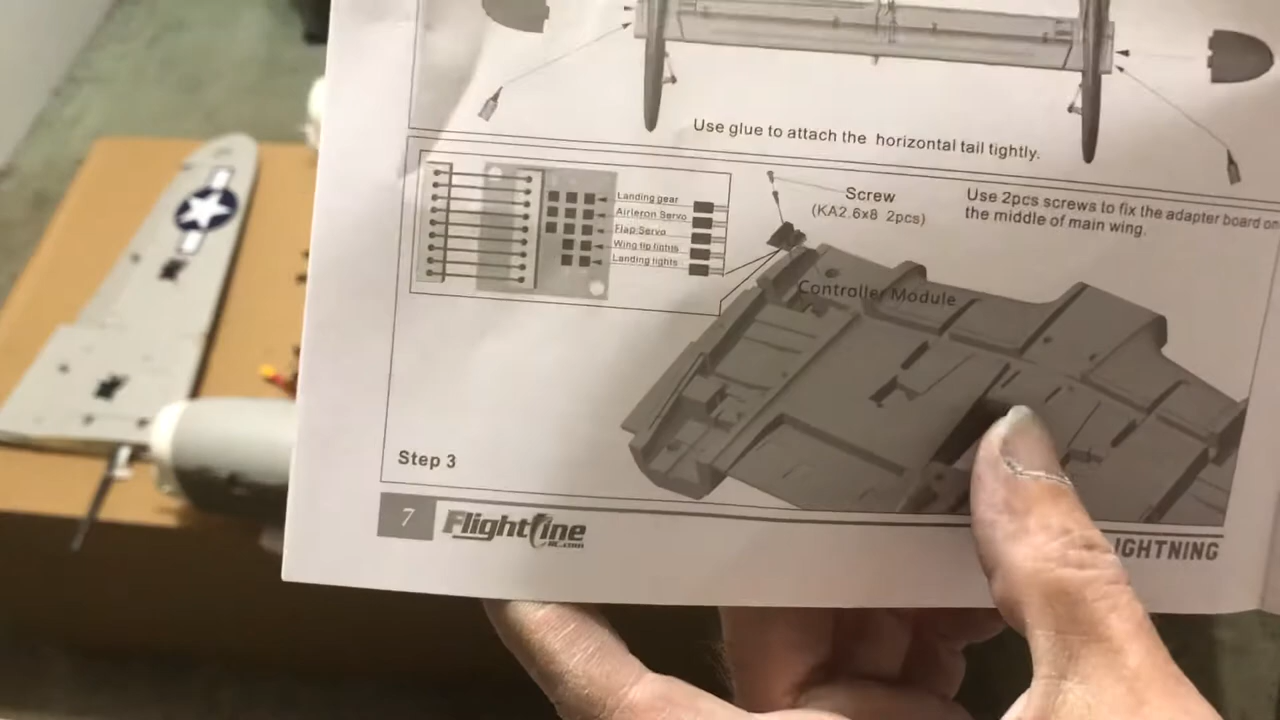 Use glue to attach the horizontal tail tightly.
Landing gear
Airleron Servo
Flap Servo
Wing tip lights
Landing lights
Screw
(KA2.6x8 2pcs)
Use 2pcs screws to fix the adapter board on
the middle of main wing.
Controller Module
Step 3
7
FlightLine
RC.com
IGHTNING